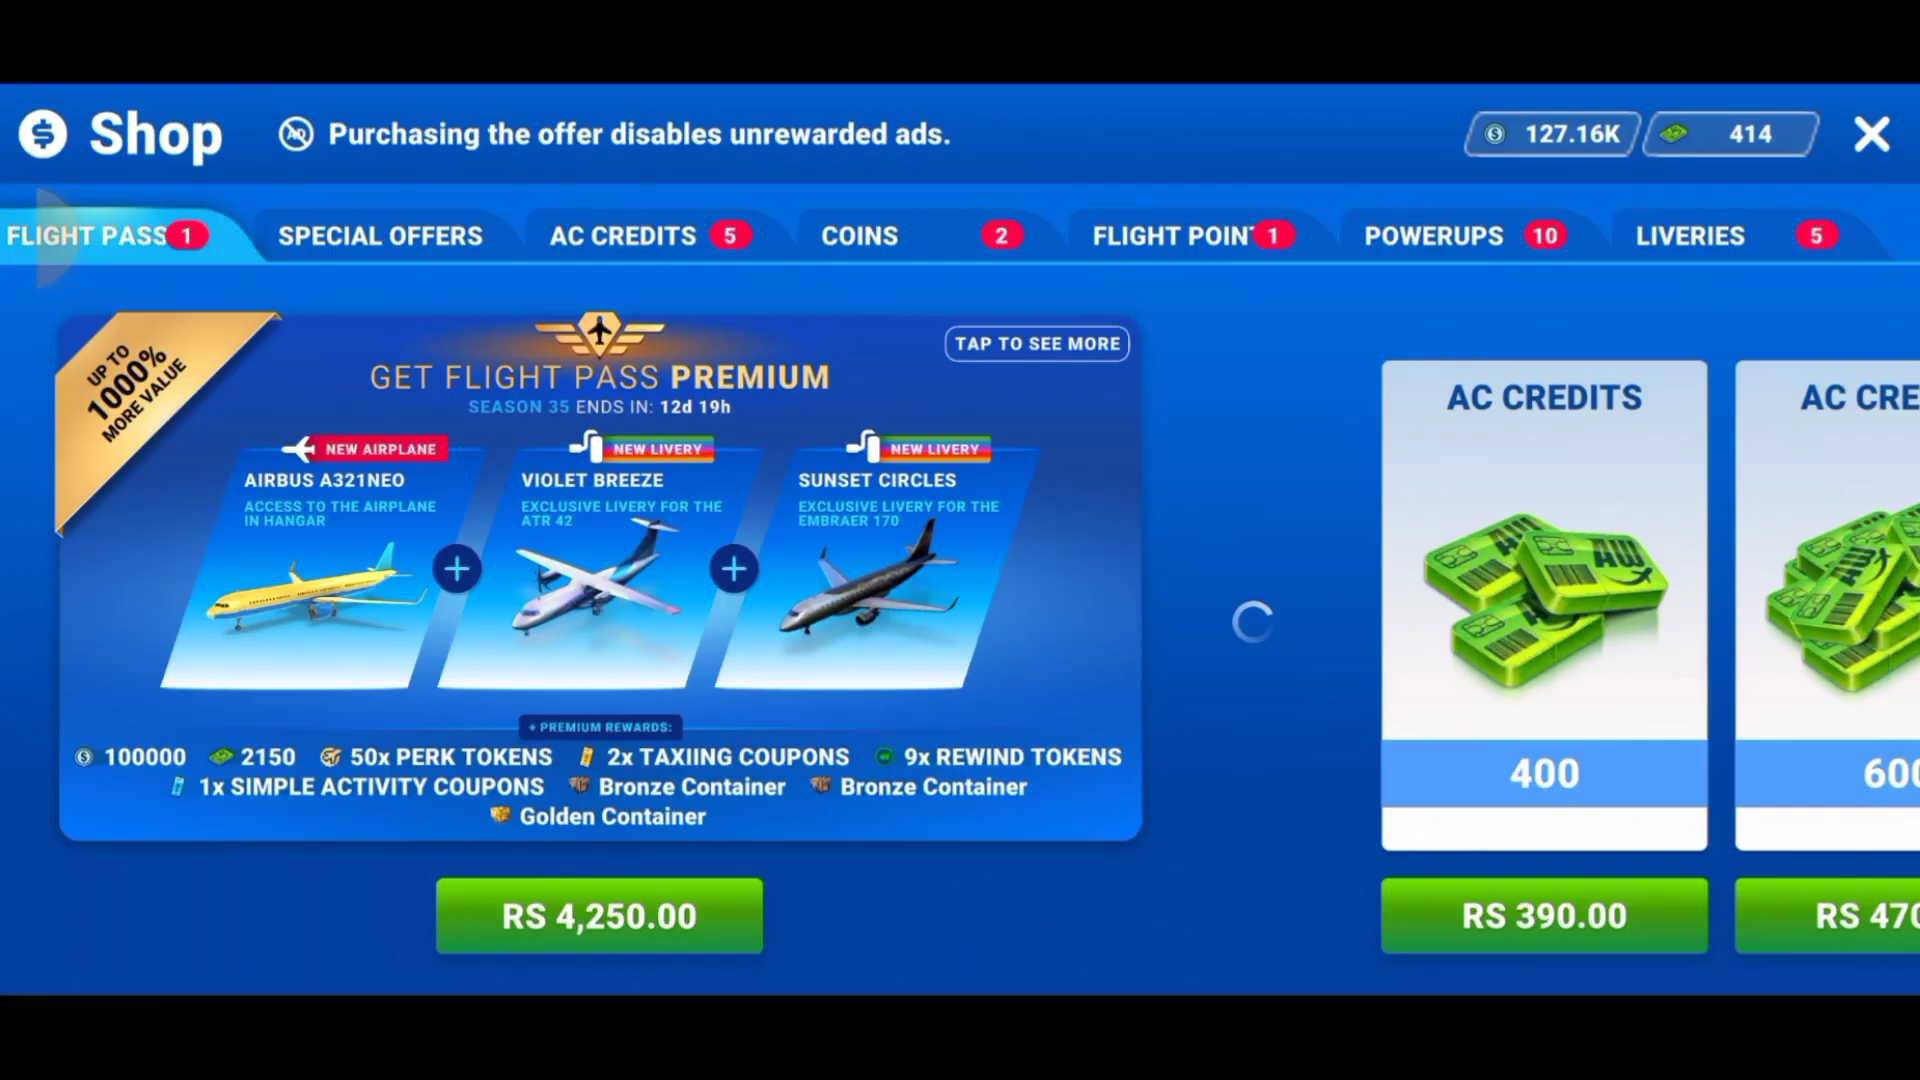 Shop
Purchasing the offer disables unrewarded ads.
127.16K
414
FLIGHT PASS 1
SPECIAL OFFERS
AC CREDITS 5
COINS 2
FLIGHT POIN 1
POWERUPS 10
LIVERIES 5
UP TO
1000%
MORE VALUE
TAP TO SEE MORE
GET FLIGHT PASS PREMIUM
SEASON 35 ENDS IN: 12d 19h
NEW AIRPLANE
AIRBUS A321NEO
ACCESS TO THE AIRPLANE
IN HANGAR
NEW LIVERY
VIOLET BREEZE
EXCLUSIVE LIVERY FOR THE
ATR 42
NEW LIVERY
SUNSET CIRCLES
EXCLUSIVE LIVERY FOR THE
EMBRAER 170
+ PREMIUM REWARDS:
100000 2150 50x PERK TOKENS 2x TAXIING COUPONS 9x REWIND TOKENS
1x SIMPLE ACTIVITY COUPONS Bronze Container Bronze Container
Golden Container
RS 4,250.00
AC CREDITS
AW
400
RS 390.00
AC CRE
AW
600
RS 470